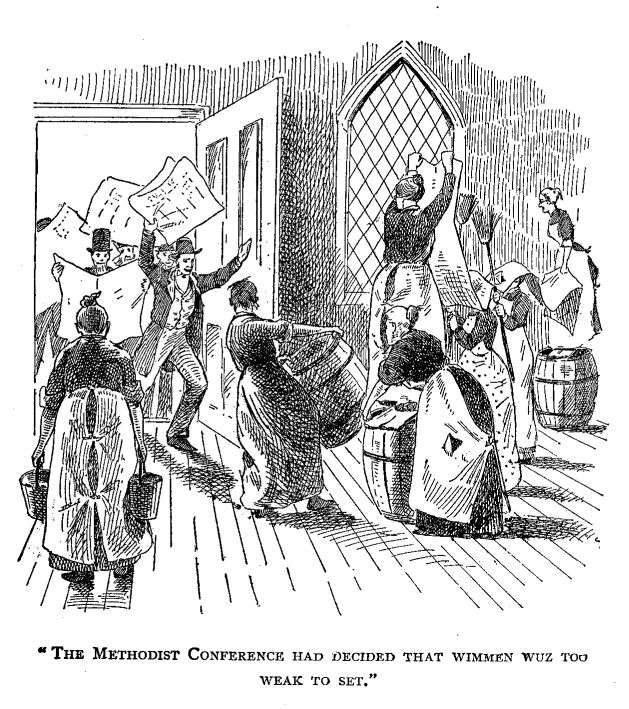 “THE METHODIST CONFERENCE HAD DECIDED THAT WIMMEN WUZ TOO
WEAK TO SET.”